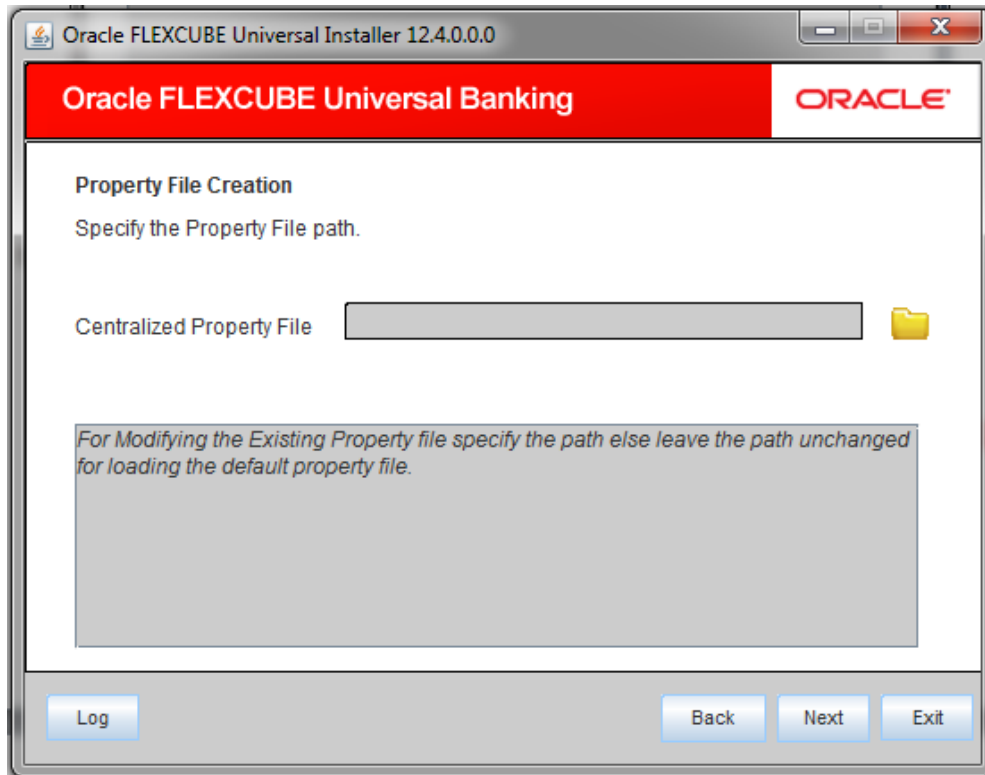 Oracle FLEXCUBE Universal Installer 12.4.0.0.0
Oracle FLEXCUBE Universal Banking
ORACLE®
Property File Creation
Specify the Property File path.
Centralized Property File
For Modifying the Existing Property file specify the path else leave the path unchanged
for loading the default property file.
Log
Back
Next
Exit